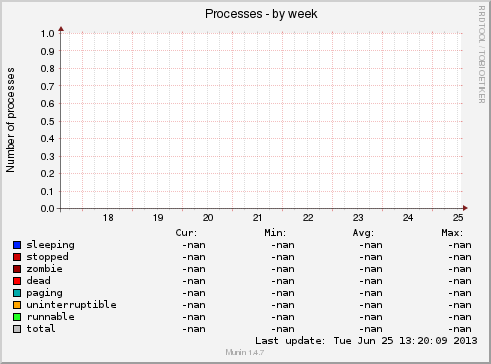 Processes - by week
RRDTOOL / TOBI OETIKER
Number of processes
1.0
0.9
0.8
0.7
0.6
0.5
0.4
0.3
0.2
0.1
0.0
18 19 20 21 22 23 24 25
Cur: Min: Avg: Max:
sleeping -nan -nan -nan -nan
stopped -nan -nan -nan -nan
zombie -nan -nan -nan -nan
dead -nan -nan -nan -nan
paging -nan -nan -nan -nan
uninterruptible -nan -nan -nan -nan
runnable -nan -nan -nan -nan
total -nan -nan -nan -nan
Last update: Tue Jun 25 13:20:09 2013
Munin 1.4.7